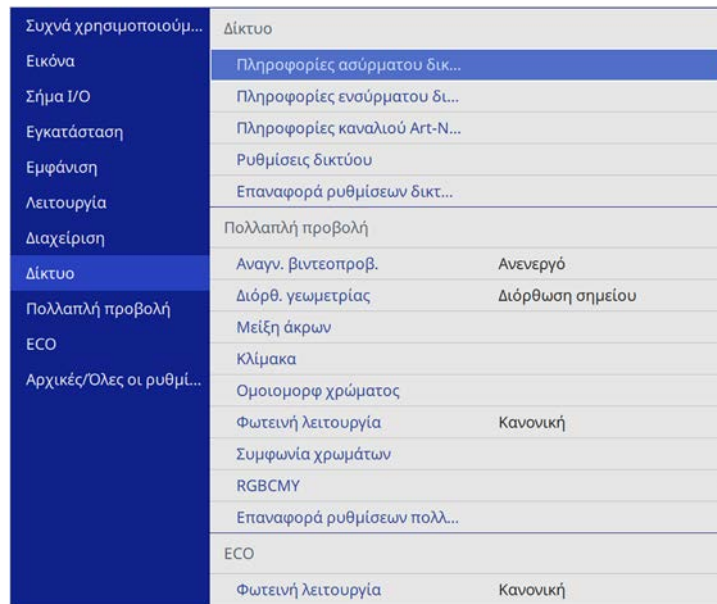 Συχνά χρησιμοποιούμ...
Εικόνα
Σήμα I/O
Εγκατάσταση
Εμφάνιση
Λειτουργία
Διαχείριση
Δίκτυο
Πολλαπλή προβολή
ECO
Αρχικές/Όλες οι ρυθμί...
Δίκτυο
Πληροφορίες ασύρματου δικ...
Πληροφορίες ενσύρματου δι...
Πληροφορίες καναλιού Art-N...
Ρυθμίσεις δικτύου
Επαναφορά ρυθμίσεων δικτ...
Πολλαπλή προβολή
Αναγν. βιντεοπροβ. Ανενεργό
Διόρθ. γεωμετρίας Διόρθωση σημείου
Μείξη άκρων
Κλίμακα
Ομοιομορφ χρώματος
Φωτεινή λειτουργία Κανονική
Συμφωνία χρωμάτων
RGBCMY
Επαναφορά ρυθμίσεων πολλ...
ECO
Φωτεινή λειτουργία Κανονική